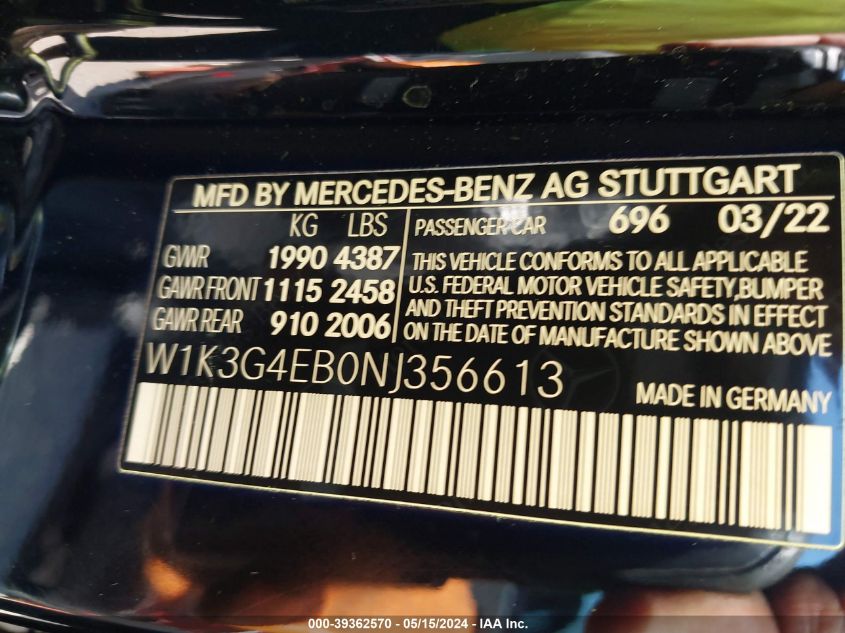 MFD BY MERCEDES-BENZ AG STUTTGART
KG LBS
GWWR 1990 4387
GAWR FRONT 1115 2458
GAWR REAR 910 2006
PASSENGER CAR 696 03/22
THIS VEHICLE CONFORMS TO ALL APPLICABLE
U.S. FEDERAL MOTOR VEHICLE SAFETY, BUMPER
AND THEFT PREVENTION STANDARDS IN EFFECT
ON THE DATE OF MANUFACTURE SHOWN ABOVE
W1K3G4EB0NJ356613
MADE IN GERMANY
000-39362570 - 05/15/2024 - IAA Inc.